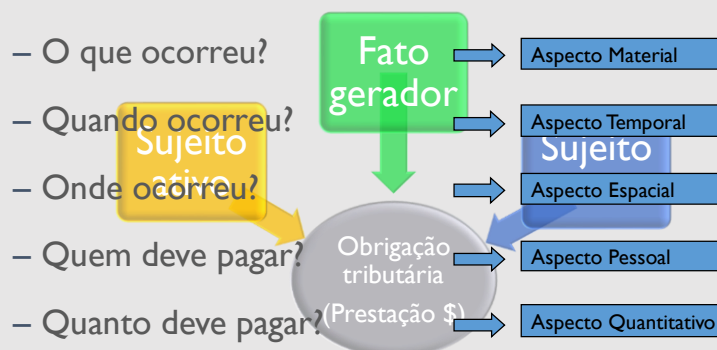 – O que ocorreu?
Fato
gerador
Aspecto Material
– Quando ocorreu?
Aspecto Temporal
Sujeito
ativo
Sujeito
– Onde ocorreu?
Aspecto Espacial
– Quem deve pagar?
Obrigação
tributária
(Prestação $)
Aspecto Pessoal
– Quanto deve pagar?
Aspecto Quantitativo